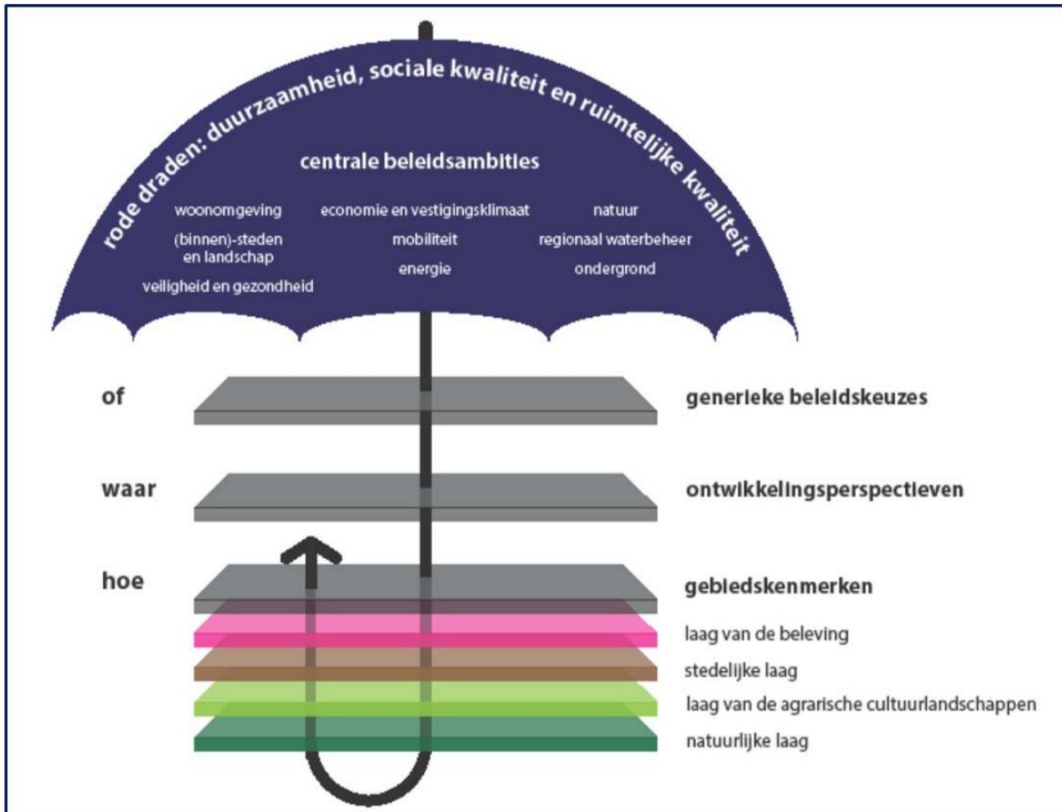 rode draden: duurzaamheid, sociale kwaliteit en ruimtelijke kwaliteit
centrale beleidsambities
woonomgeving
(binnen)-steden
en landschap
veiligheid en gezondheid
economie en vestigingsklimaat
mobiliteit
energie
natuur
regionaal waterbeheer
ondergrond
of
generieke beleidskeuzes
waar
ontwikkelingsperspectieven
hoe
gebiedskenmerken
laag van de beleving
stedelijke laag
laag van de agrarische cultuurlandschappen
natuurlijke laag